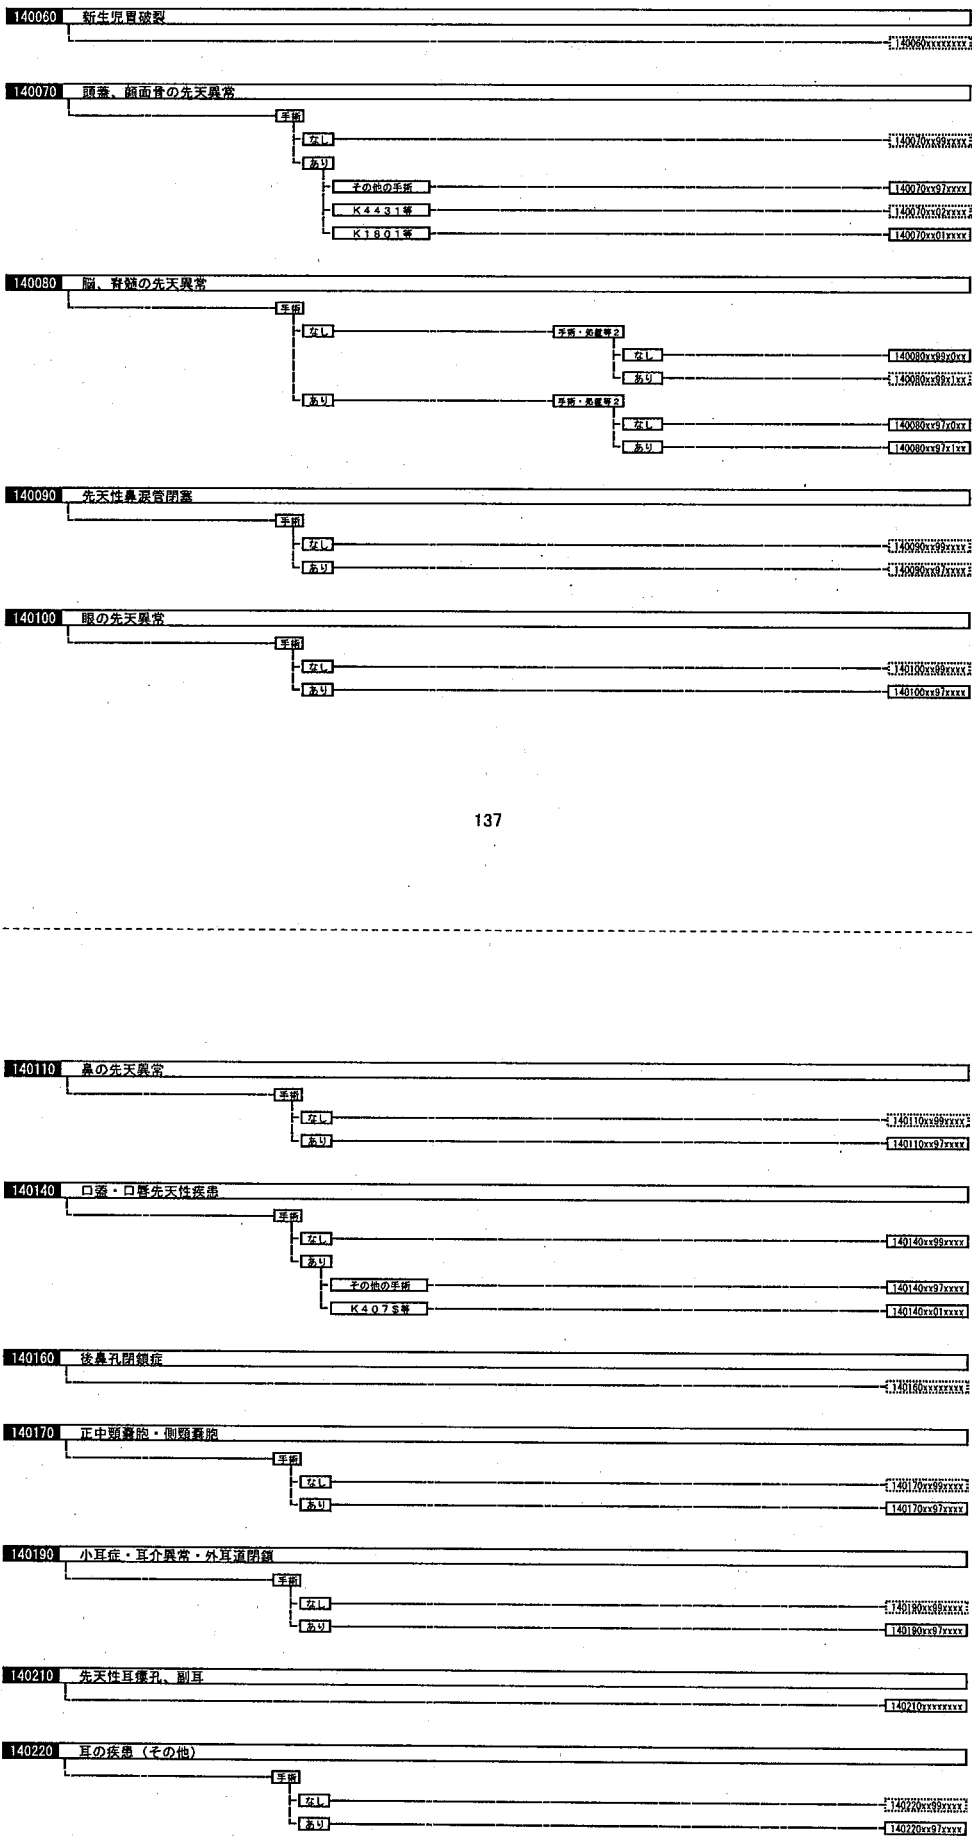 140060 新生児胃破裂
140060xxxxxxxx
140070 頭蓋、顔面骨の先天異常
手術
なし 140070xx99xxxx
あり
その他の手術 140070xx97xxxx
K4431等 140070xx02xxxx
K1801等 140070xx01xxxx
140080 脳、脊髄の先天異常
手術
なし 手術・処置等2
なし 140080xx99x0xx
あり 140080xx99x1xx
あり 手術・処置等2
なし 140080xx97x0xx
あり 140080xx97x1xx
140090 先天性鼻涙管閉塞
手術
なし 140090xx99xxxx
あり 140090xx97xxxx
140100 眼の先天異常
手術
なし 140100xx99xxxx
あり 140100xx97xxxx
137
140110 鼻の先天異常
手術
なし 140110xx99xxxx
あり 140110xx97xxxx
140140 口蓋・口唇先天性疾患
手術
なし 140140xx99xxxx
あり
その他の手術 140140xx97xxxx
K407$等 140140xx01xxxx
140160 後鼻孔閉鎖症
140160xxxxxxxx
140170 正中頸嚢胞・側頸嚢胞
手術
なし 140170xx99xxxx
あり 140170xx97xxxx
140190 小耳症・耳介異常・外耳道閉鎖
手術
なし 140190xx99xxxx
あり 140190xx97xxxx
140210 先天性耳瘻孔、副耳
140210xxxxxxxx
140220 耳の疾患（その他）
手術
なし 140220xx99xxxx
あり 140220xx97xxxx